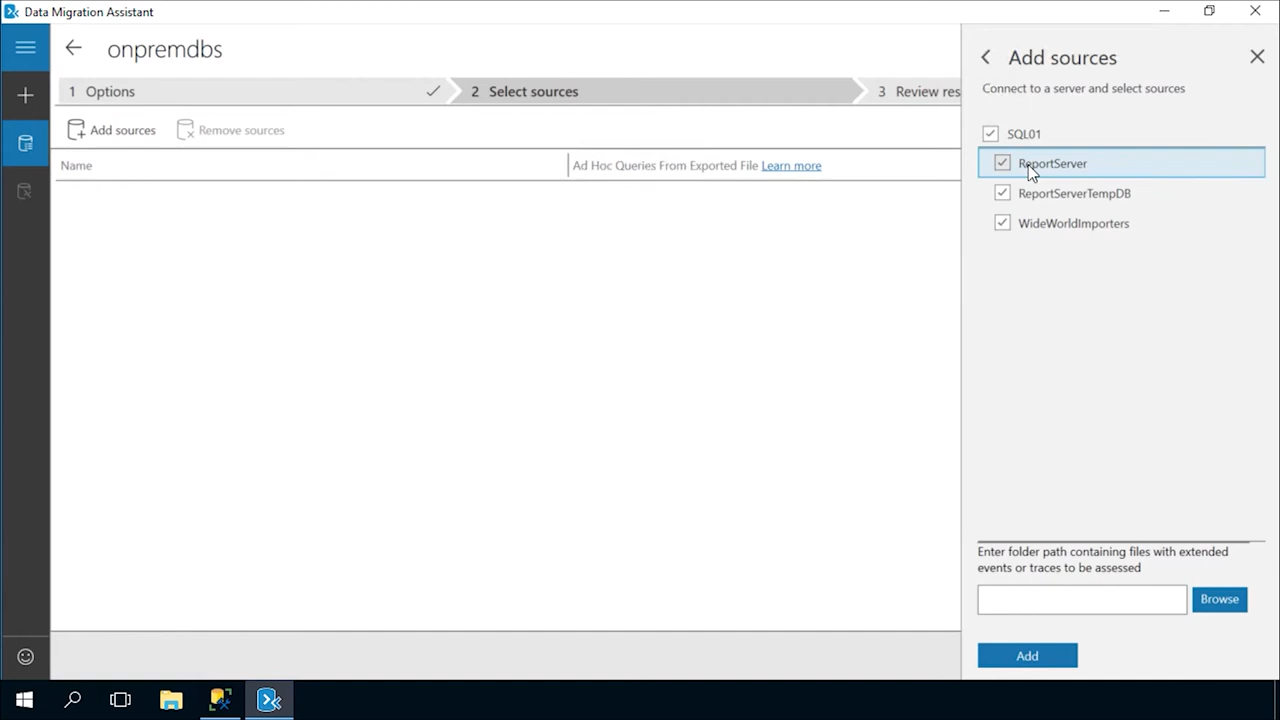 Data Migration Assistant
onpremdbs
1 Options
2 Select sources
3 Review res
Add sources
Remove sources
Name
Ad Hoc Queries From Exported File Learn more
Add sources
Connect to a server and select sources
SQL01
ReportServer
ReportServerTempDB
WideWorldImporters
Enter folder path containing files with extended
events or traces to be assessed
Browse
Add